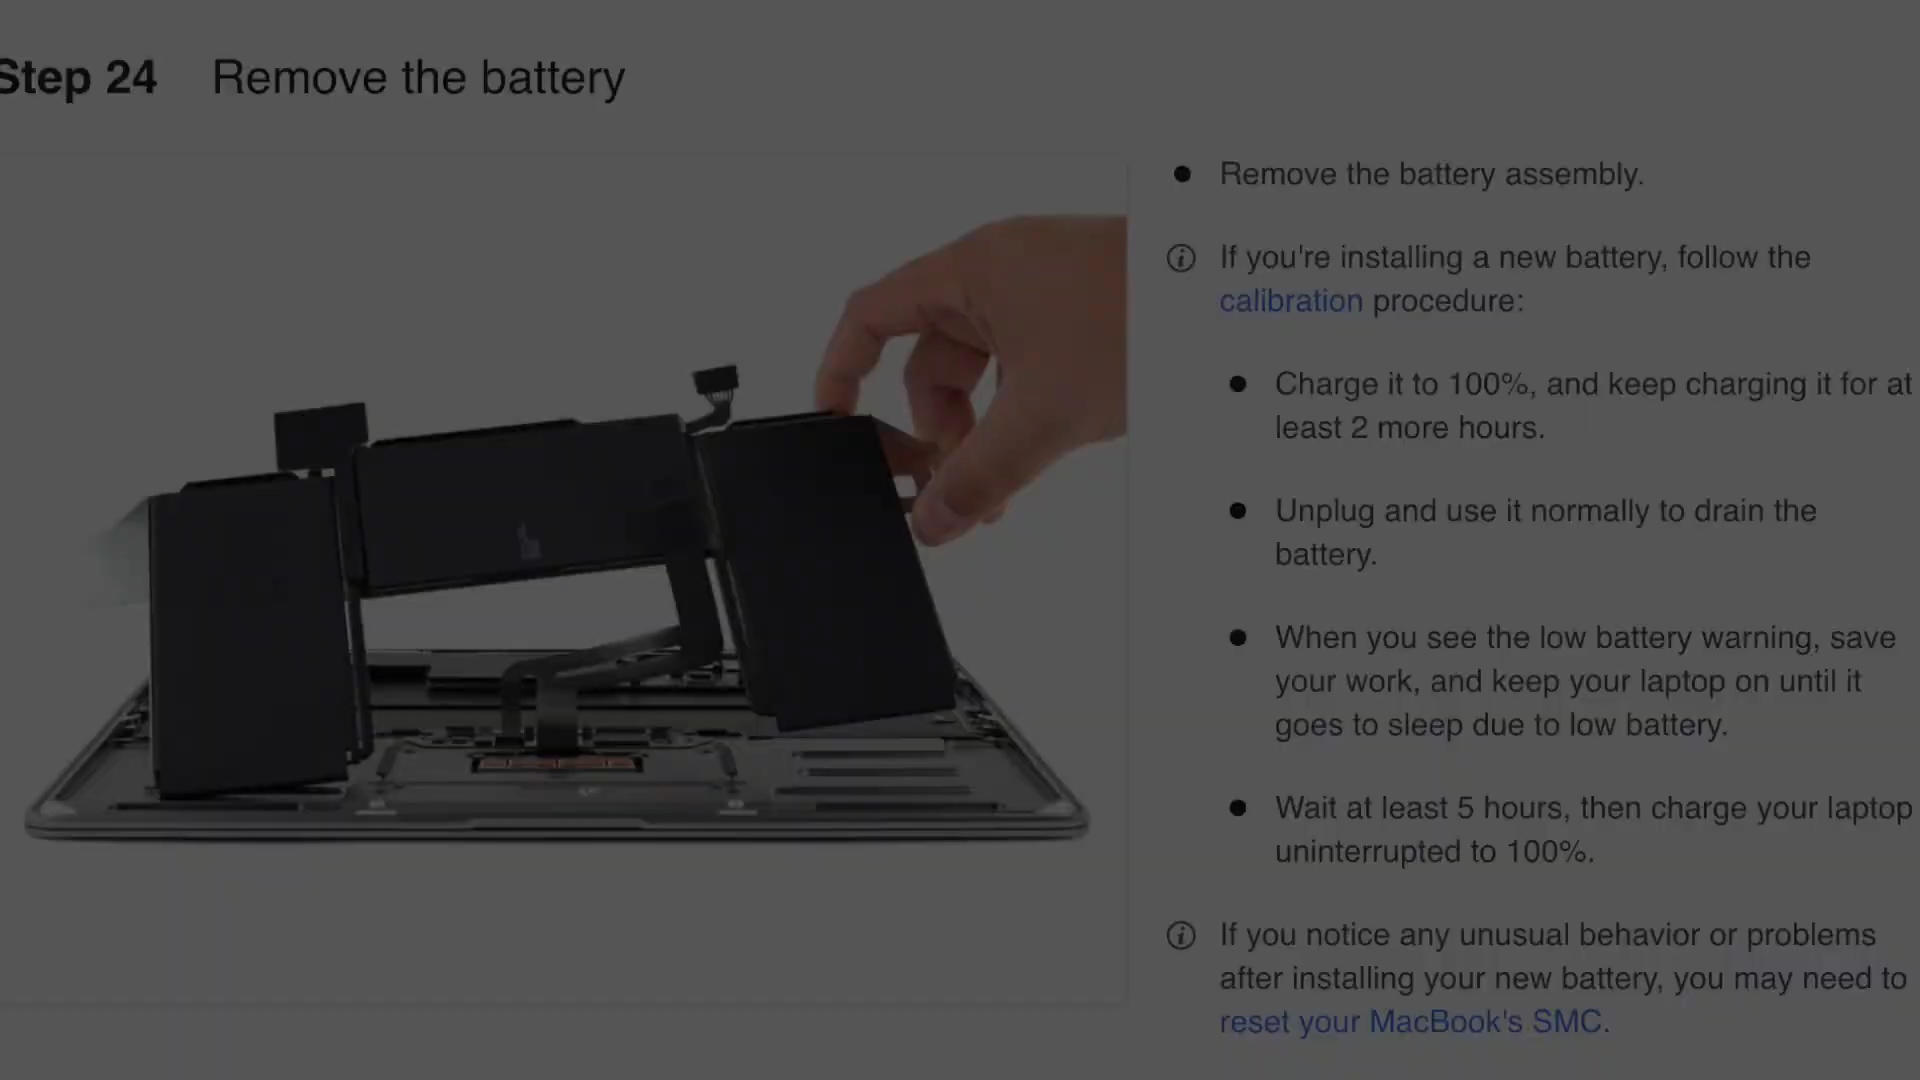 Step 24 Remove the battery
Remove the battery assembly.
If you're installing a new battery, follow the
calibration procedure:
Charge it to 100%, and keep charging it for at
least 2 more hours.
Unplug and use it normally to drain the
battery.
When you see the low battery warning, save
your work, and keep your laptop on until it
goes to sleep due to low battery.
Wait at least 5 hours, then charge your laptop
uninterrupted to 100%.
If you notice any unusual behavior or problems
after installing your new battery, you may need to
reset your MacBook's SMC.